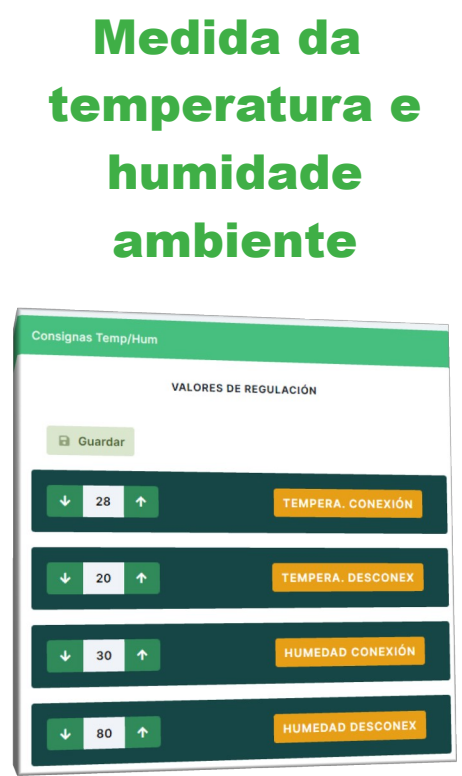 Medida da
temperatura e
humidade
ambiente
Consignas Temp/Hum
VALORES DE REGULACIÓN
Guardar
28
TEMPERA. CONEXIÓN
20
TEMPERA. DESCONEX
30
HUMEDAD CONEXIÓN
80
HUMEDAD DESCONEX